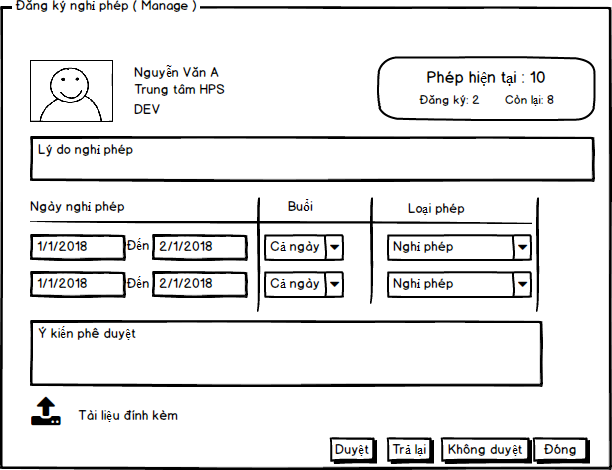 Đăng ký nghỉ phép ( Manage )
Nguyễn Văn A
Trung tâm HPS
DEV
Phép hiện tại : 10
Đăng ký: 2 Còn lại: 8
Lý do nghỉ phép
Ngày nghỉ phép Buổi Loại phép
1/1/2018 Đến 2/1/2018 Cả ngày Nghỉ phép
1/1/2018 Đến 2/1/2018 Cả ngày Nghỉ phép
Ý kiến phê duyệt
Tài liệu đính kèm
Duyệt Trả lại Không duyệt Đóng